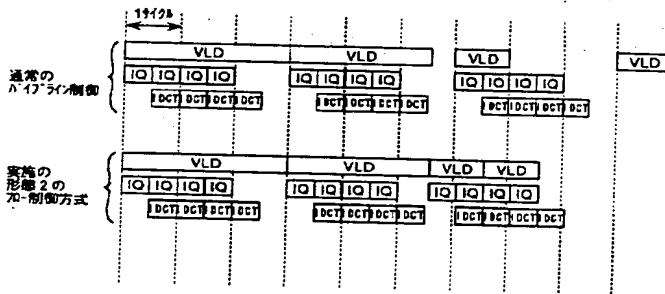 1サイクル
VLD VLD VLD VLD
通常の
パイプライン制御
IQ IQ IQ IQ IQ IQ IQ IQ IQ IQ IQ IQ
IDCT IDCT IDCT IDCT IDCT IDCT IDCT IDCT IDCT IDCT IDCT IDCT
VLD VLD VLD VLD
実施の
形態2の
フロー制御方式
IQ IQ IQ IQ IQ IQ IQ IQ IQ IQ IQ IQ
IDCT IDCT IDCT IDCT IDCT IDCT IDCT IDCT IDCT IDCT IDCT IDCT